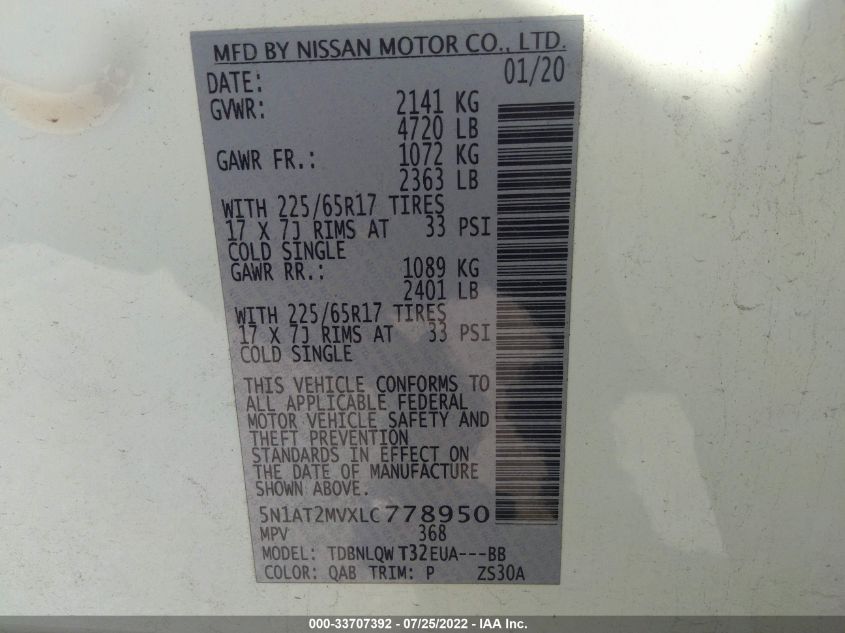 MFD BY NISSAN MOTOR CO., LTD.
DATE: 01/20
GVWR: 2141 KG
4720 LB
GAWR FR.: 1072 KG
2363 LB
WITH 225/65R17 TIRES
17 X 7J RIMS AT 33 PSI
COLD SINGLE
GAWR RR.: 1089 KG
2401 LB
WITH 225/65R17 TIRES
17 X 7J RIMS AT 33 PSI
COLD SINGLE
THIS VEHICLE CONFORMS TO
ALL APPLICABLE FEDERAL
MOTOR VEHICLE SAFETY AND
THEFT PREVENTION
STANDARDS IN EFFECT ON
THE DATE OF MANUFACTURE
SHOWN ABOVE.
5N1AT2MVXLC778950
MPV 368
MODEL: TDBNLQW T32EUA---BB
COLOR: QAB TRIM: P ZS30A
000-33707392 - 07/25/2022 - IAA Inc.